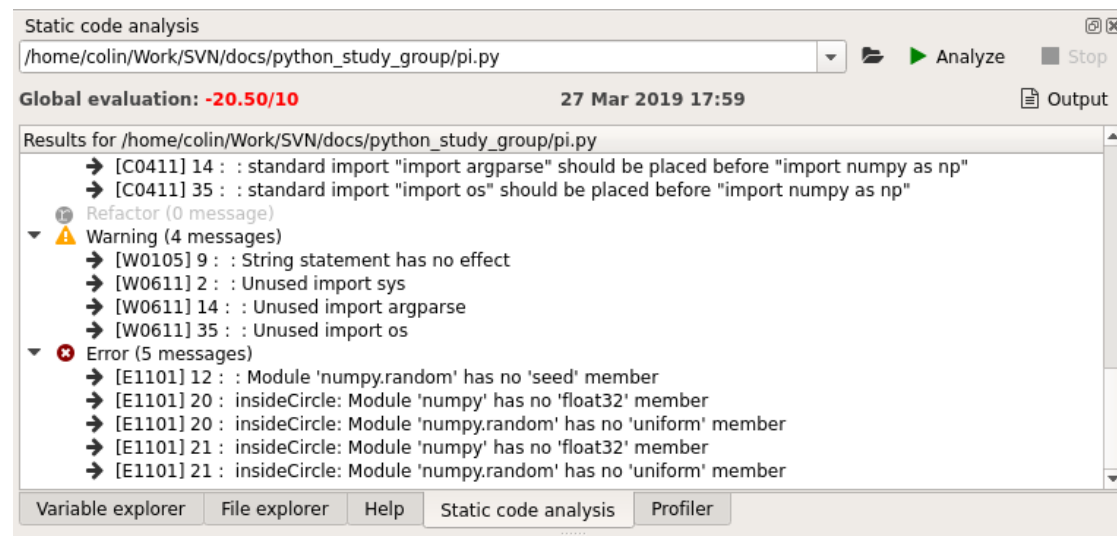 Static code analysis
/home/colin/Work/SVN/docs/python_study_group/pi.py Analyze Stop
Global evaluation: -20.50/10 27 Mar 2019 17:59 Output
Results for /home/colin/Work/SVN/docs/python_study_group/pi.py
[C0411] 14 : : standard import "import argparse" should be placed before "import numpy as np"
[C0411] 35 : : standard import "import os" should be placed before "import numpy as np"
r Refactor (0 message)
Warning (4 messages)
[W0105] 9 : : String statement has no effect
[W0611] 2 : : Unused import sys
[W0611] 14 : : Unused import argparse
[W0611] 35 : : Unused import os
Error (5 messages)
[E1101] 12 : : Module 'numpy.random' has no 'seed' member
[E1101] 20 : insideCircle: Module 'numpy' has no 'float32' member
[E1101] 20 : insideCircle: Module 'numpy.random' has no 'uniform' member
[E1101] 21 : insideCircle: Module 'numpy' has no 'float32' member
[E1101] 21 : insideCircle: Module 'numpy.random' has no 'uniform' member
Variable explorer File explorer Help Static code analysis Profiler